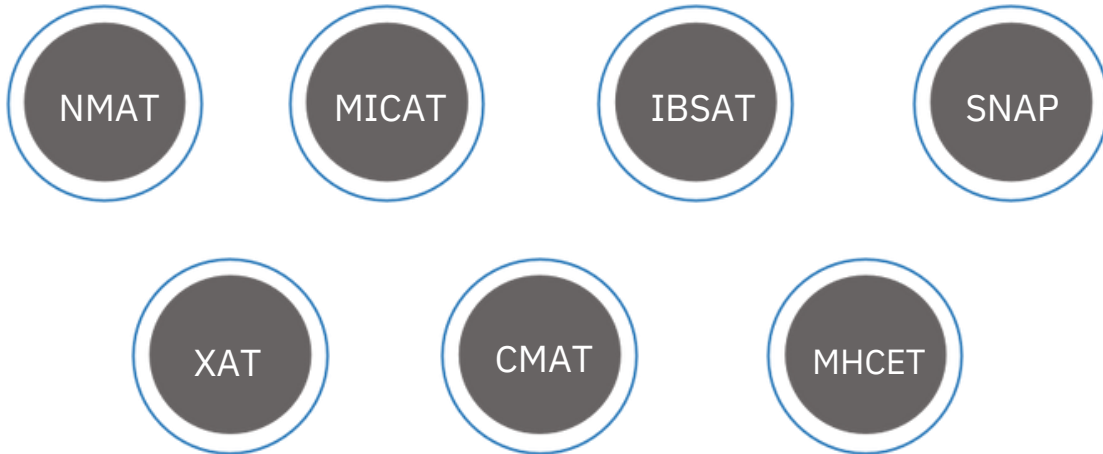 NMAT
MICAT
IBSAT
SNAP
XAT
CMAT
MHCET